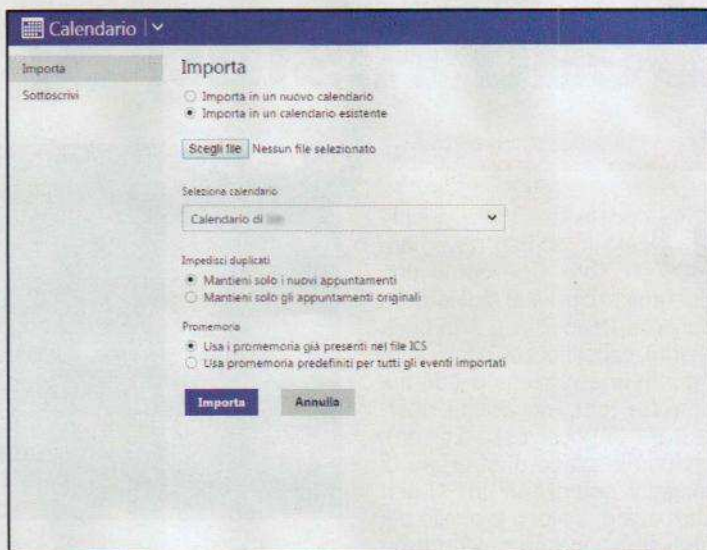 Calendario
Importa
Sottoscrivi
Importa
Importa in un nuovo calendario
Importa in un calendario esistente
Scegli file Nessun file selezionato
Seleziona calendario
Calendario di
Impedisci duplicati
Mantieni solo i nuovi appuntamenti
Mantieni solo gli appuntamenti originali
Promemoria
Usa i promemoria già presenti nel file ICS
Usa promemoria predefiniti per tutti gli eventi importati
Importa Annulla